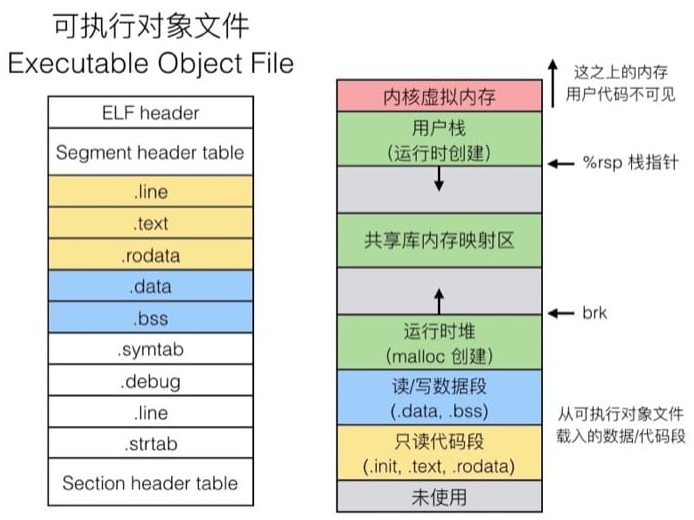 可执行对象文件
Executable Object File
ELF header
Segment header table
.line
.text
.rodata
.data
.bss
.symtab
.debug
.line
.strtab
Section header table
内核虚拟内存
用户栈
(运行时创建)
共享库内存映射区
运行时堆
(malloc 创建)
读/写数据段
(.data, .bss)
只读代码段
(.init, .text, .rodata)
未使用
这之上的内存
用户代码不可见
%rsp 栈指针
brk
从可执行对象文件
载入的数据/代码段